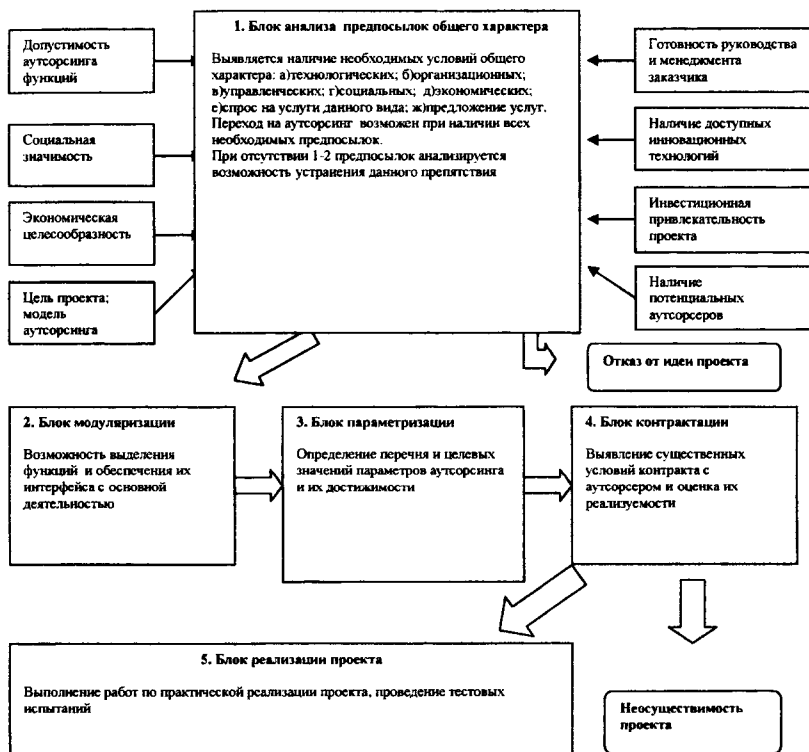 Допустимость
аутсорсинга
функций
Социальная
значимость
Экономическая
целесообразность
Цель проекта;
модель
аутсорсинга
1. Блок анализа предпосылок общего характера
Выявляется наличие необходимых условий общего
характера: а)технологических; б)организационных;
в)управленческих; г)социальных; д)экономических;
е)спрос на услуги данного вида; ж)предложение услуг.
Переход на аутсорсинг возможен при наличии всех
необходимых предпосылок.
При отсутствии 1-2 предпосылок анализируется
возможность устранения данного препятствия
Готовность руководства
и менеджмента
заказчика
Наличие доступных
инновационных
технологий
Инвестиционная
привлекательность
проекта
Наличие
потенциальных
аутсорсеров
Отказ от идеи проекта
2. Блок модуляризации
Возможность выделения
функций и обеспечения их
интерфейса с основной
деятельностью
3. Блок параметризации
Определение перечня и целевых
значений параметров аутсорсинга
и их достижимости
4. Блок контрактации
Выявление существенных
условий контракта с
аутсорсером и оценка их
реализуемости
5. Блок реализации проекта
Выполнение работ по практической реализации проекта, проведение тестовых
испытаний
Неосуществимость
проекта